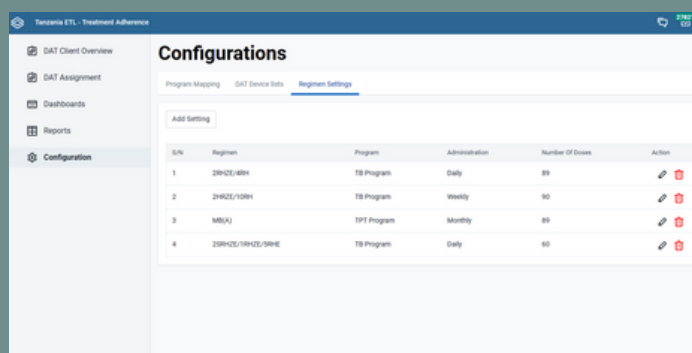 Tanzania ETL - Treatment Adherence
2782
DAT Client Overview
DAT Assignment
Dashboards
Reports
Configuration
Configurations
Program Mapping DAT Device lists Regimen Settings
Add Setting
S/N Regimen Program Administration Number Of Doses Action
1 2RHZE/4RH TB Program Daily 89
2 2HRZE/10RH TB Program Weekly 90
3 MB(A) TPT Program Monthly 89
4 2SRHZE/1RHZE/5RHE TB Program Daily 60